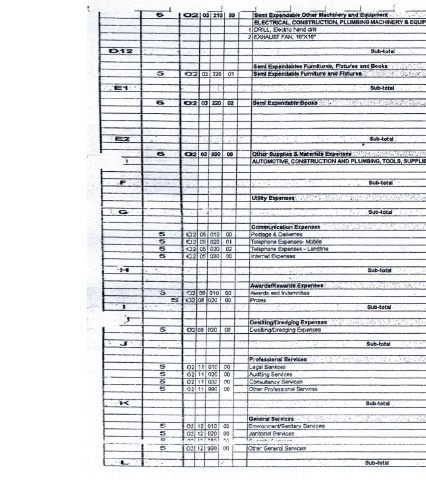 5 02 03 210 99 Semi Expendable Other Machinery and Equipment
ELECTRICAL, CONSTRUCTION, PLUMBING MACHINERY & EQUIP
1 DRILL, Electric hand drill
2 EXHAUST FAN, 16"X16"
D.12 Sub-total
Semi Expendables Furnitures, Fixtures and Books
5 02 03 220 01 Semi Expendable Furniture and Fixtures
E1 Sub-total
5 02 03 220 02 Semi Expendable-Books
E2 Sub-total
5 02 03 990 00 Other Supplies & Materials Expenses
AUTOMOTIVE, CONSTRUCTION AND PLUMBING, TOOLS, SUPPLIE
F Sub-total
Utility Expenses
G Sub-total
Communication Expenses
5 02 05 010 00 Postage & Deliveries
5 02 05 020 01 Telephone Expenses- Mobile
5 02 05 020 02 Telephone Expenses - Landline
5 02 05 030 00 Internet Expenses
H Sub-total
Awards/Rewards Expenses
5 02 06 010 00 Awards and Indemnities
5 02 06 020 00 Prizes
I Sub-total
J Desilting/Dredging Expenses
5 02 08 020 00 Desilting/Dredging Expenses
J Sub-total
Professional Services
5 02 11 010 00 Legal Services
5 02 11 020 00 Auditing Services
5 02 11 030 00 Consultancy Services
5 02 11 990 00 Other Professional Services
K Sub-total
General Services
5 02 12 010 00 Environment/Sanitary Services
5 02 12 020 00 Janitorial Services
5 02 12 990 00 Other General Services
L Sub-total